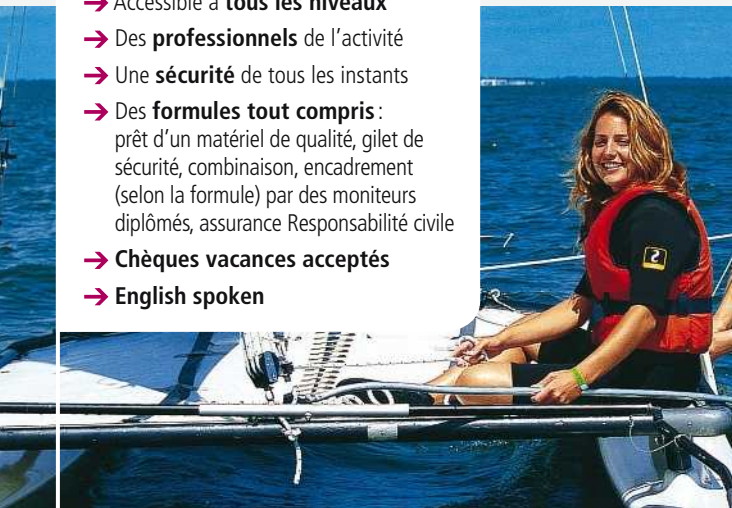 → Accessible à tous les niveaux
→ Des professionnels de l'activité
→ Une sécurité de tous les instants
→ Des formules tout compris :
prêt d'un matériel de qualité, gilet de
sécurité, combinaison, encadrement
(selon la formule) par des moniteurs
diplômés, assurance Responsabilité civile
→ Chèques vacances acceptés
→ English spoken